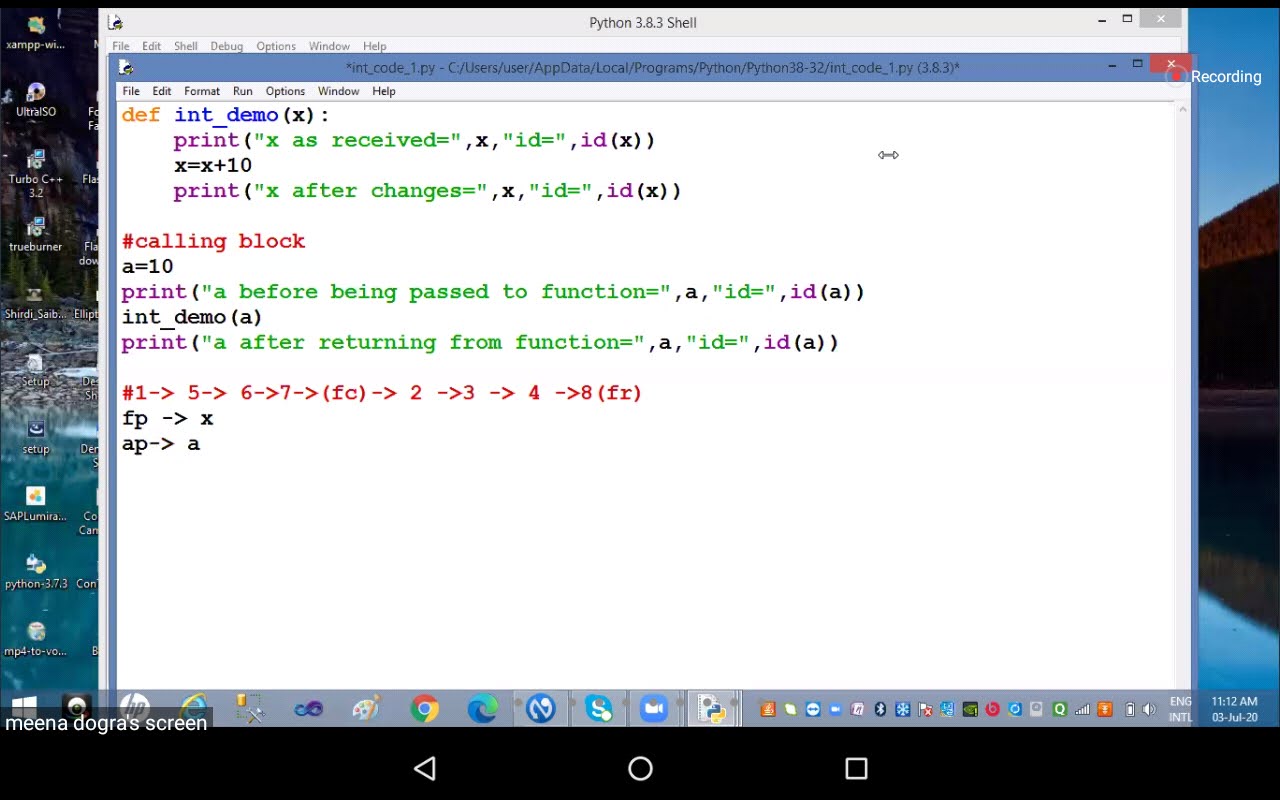 Python 3.8.3 Shell
File Edit Shell Debug Options Window Help
*int_code_1.py - C:/Users/user/AppData/Local/Programs/Python/Python38-32/int_code_1.py (3.8.3)*
Recording
File Edit Format Run Options Window Help
def int_demo(x):
    print("x as received=",x,"id=",id(x))
    x=x+10
    print("x after changes=",x,"id=",id(x))
#calling block
a=10
print("a before being passed to function=",a,"id=",id(a))
int_demo(a)
print("a after returning from function=",a,"id=",id(a))
#1-> 5-> 6->7->(fc)-> 2 ->3 -> 4 ->8(fr)
fp -> x
ap-> a
xampp-wi...
UltraISO
Turbo C++
3.2
trueburner
Shirdi_Saib...
Setup
setup
SAPLumira...
python-3.7.3
mp4-to-vo...
ENG
INTL
11:12 AM
03-Jul-20
meena dogra's screen